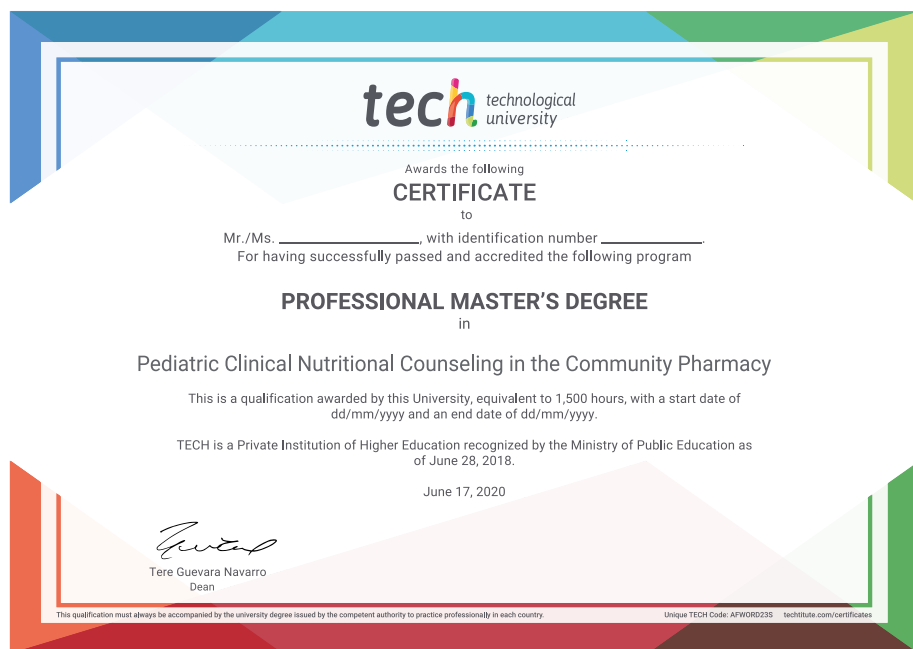 tech technological
university
Awards the following
CERTIFICATE
to
Mr./Ms. ____________________, with identification number ______________.
For having successfully passed and accredited the following program
PROFESSIONAL MASTER'S DEGREE
in
Pediatric Clinical Nutritional Counseling in the Community Pharmacy
This is a qualification awarded by this University, equivalent to 1,500 hours, with a start date of
dd/mm/yyyy and an end date of dd/mm/yyyy.
TECH is a Private Institution of Higher Education recognized by the Ministry of Public Education as
of June 28, 2018.
June 17, 2020
Tere Guevara Navarro
Dean
This qualification must always be accompanied by the university degree issued by the competent authority to practice professionally in each country.
Unique TECH Code: AFWORD23S techtitute.com/certificates